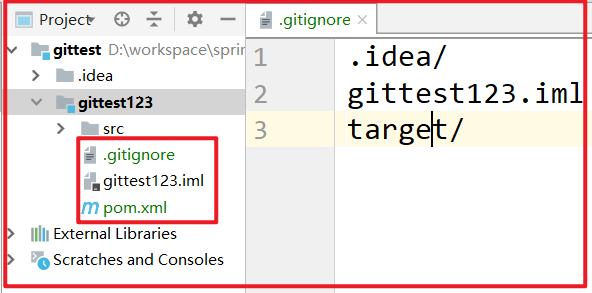 Project
.gitignore
gittest D:\workspace\sprin
.idea
gittest123
src
.gitignore
gittest123.iml
pom.xml
External Libraries
Scratches and Consoles
1 .idea/
2 gittest123.iml
3 target/